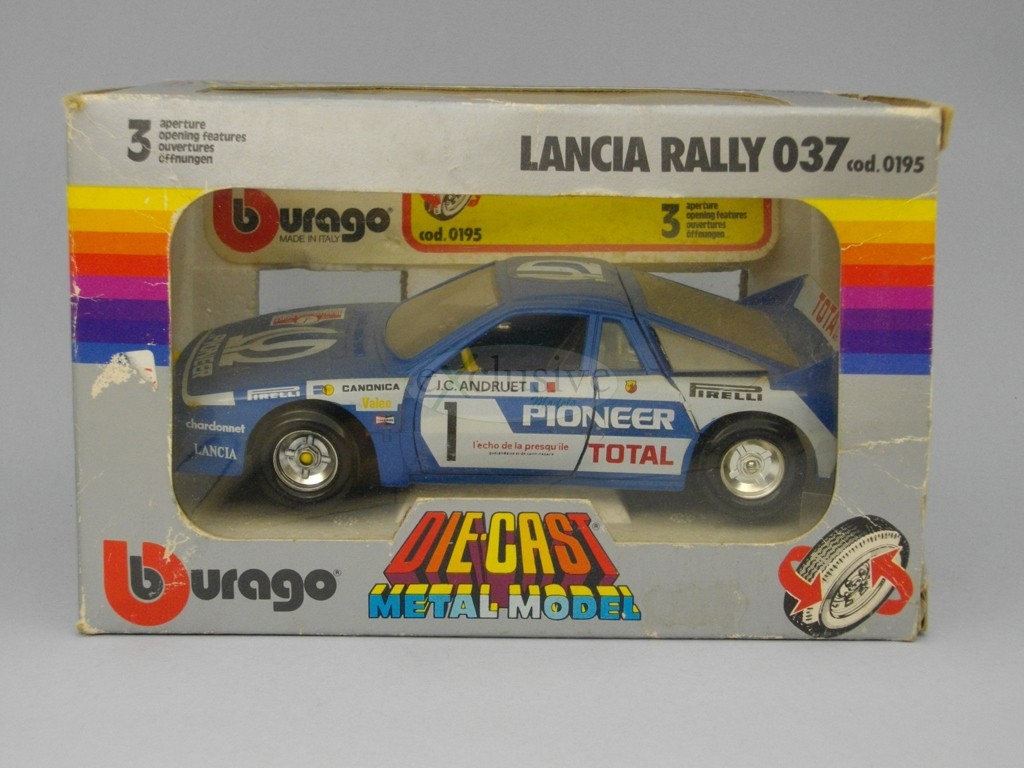 3
aperture
opening features
ouvertures
öffnungen
LANCIA RALLY 037 cod.0195
burago
MADE IN ITALY
cod.0195
3
aperture
opening features
ouvertures
öffnungen
TOTAL
PIONEER
PIRELLI
CANONICA
Valeo
J.C. ANDRUET
exclusive
PIRELLI
1
PIONEER
l'echo de la presqu'ile
TOTAL
chardonnet
LANCIA
DIE-CAST®
METAL MODEL
burago®